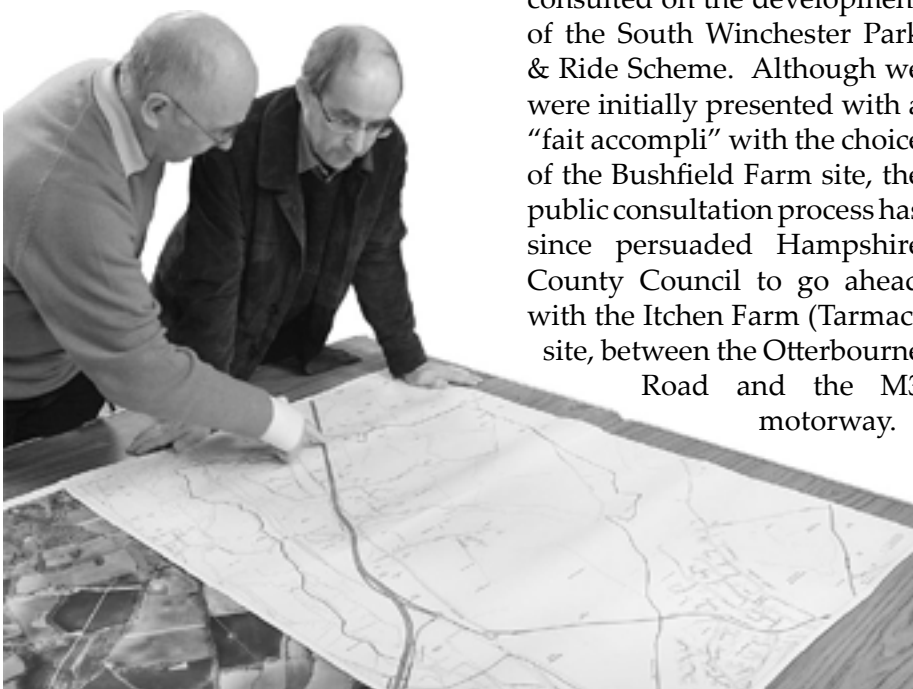 consulted on the development
of the South Winchester Park
& Ride Scheme. Although we
were initially presented with a
“fait accompli” with the choice
of the Bushfield Farm site, the
public consultation process has
since persuaded Hampshire
County Council to go ahead
with the Itchen Farm (Tarmac
site, between the Otterbourne
Road and the M3
motorway.